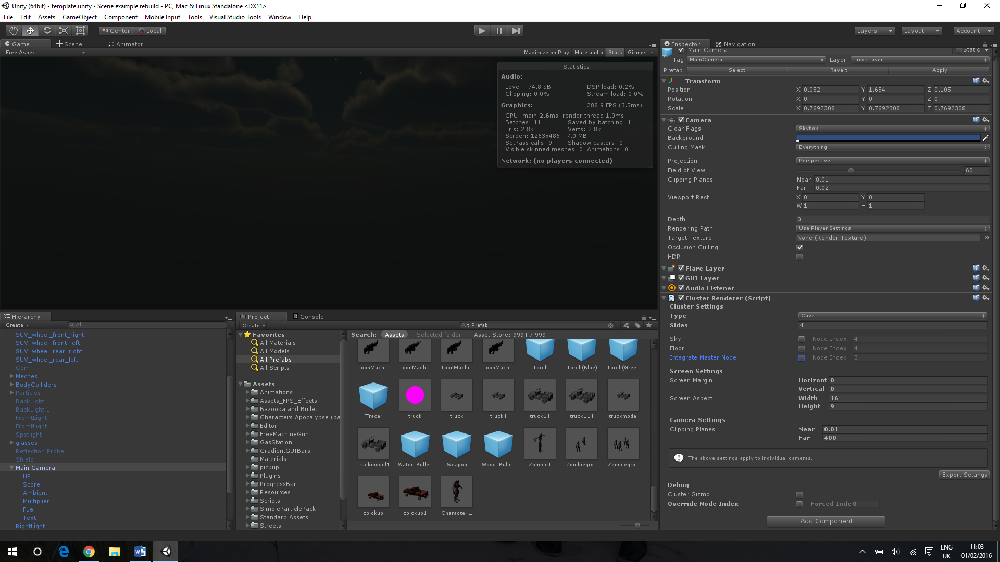 Unity (64bit) - template.unity - Scene example rebuild - PC, Mac & Linux Standalone <DX11>
File Edit Assets GameObject Component Mobile Input Tools Visual Studio Tools Window Help
Center Local
Layers Layout Account
Game Scene Animator
Free Aspect
Maximize on Play Mute audio Stats Gizmos
Statistics
Audio:
Level: -74.8 dB DSP load: 0.2%
Clipping: 0.0% Stream load: 0.0%
Graphics: 288.9 FPS (3.5ms)
CPU: main 2.6ms render thread 1.0ms
Batches: 11 Saved by batching: 1
Tris: 2.8k Verts: 2.8k
Screen: 1263x486 - 7.0 MB
SetPass calls: 9 Shadow casters: 0
Visible skinned meshes: 0 Animations: 0
Network: (no players connected)
Hierarchy
Create All
SUV_wheel_front_right
SUV_wheel_front_left
SUV_wheel_rear_right
SUV_wheel_rear_left
Com
Meches
BodyColliders
Particles
BackLight
BackLight 1
FromtLight
FromtLight 1
Spotlight
glasses
Reflection Probe
Shield
Main Camera
HP
Score
Ambient
Multiplier
Fuel
Text
RightLight
Project Console
Create t:Prefab
Favorites
All Materials
All Models
All Prefabs
All Scripts
Assets
Animations
Assets_FPS_Effects
Bazooka and Bullet
Characters Apocalypse (pa
Editor
FreeMachineGun
GasStation
GradientGUIBars
Materials
pickup
Plugins
ProgressBar
Resources
Scripts
SimpleParticlePack
Standard Assets
Streets
Search: Assets Selected folder Asset Store: 999+ / 999+
ToonMachi... ToonMachi... ToonMachi... ToonMachi... Torch Torch(Blue) Torch(Gree...
Tracer truck truck truck1 truck11 truck111 truckmodel
truckmodel1 Water_Bulle... Weapon Wood_Bulle... Zombie1 Zombiegro... Zombiegro...
zpickup zpickup1 Character ...
Inspector Navigation
Main Camera Static
Tag MainCamera Layer TruckLayer
Prefab Select Revert Apply
Transform
Position X 0.052 Y 1.654 Z 0.105
Rotation X 0 Y 0 Z 0
Scale X 0.7692308 Y 0.7692308 Z 0.7692308
Camera
Clear Flags Skybox
Background
Culling Mask Everything
Projection Perspective
Field of View 60
Clipping Planes Near 0.01
Far 0.02
Viewport Rect X 0 Y 0
W 1 H 1
Depth 0
Rendering Path Use Player Settings
Target Texture None (Render Texture)
Occlusion Culling
HDR
Flare Layer
GUI Layer
Audio Listener
Cluster Renderer (Script)
Cluster Settings
Type Cave
Sides 4
Sky Node Index 4
Floor Node Index 4
Integrate Master Node Node Index 3
Screen Settings
Screen Margin Horizont: 0
Vertical 0
Screen Aspect Width 16
Height 9
Camera Settings
Clipping Planes Near 0.01
Far 400
The above settings apply to individual cameras.
Export Settings
Debug
Cluster Gizmo
Override Node Index Forced Inde 0
Add Component
ENG
UK
11:03
01/02/2016